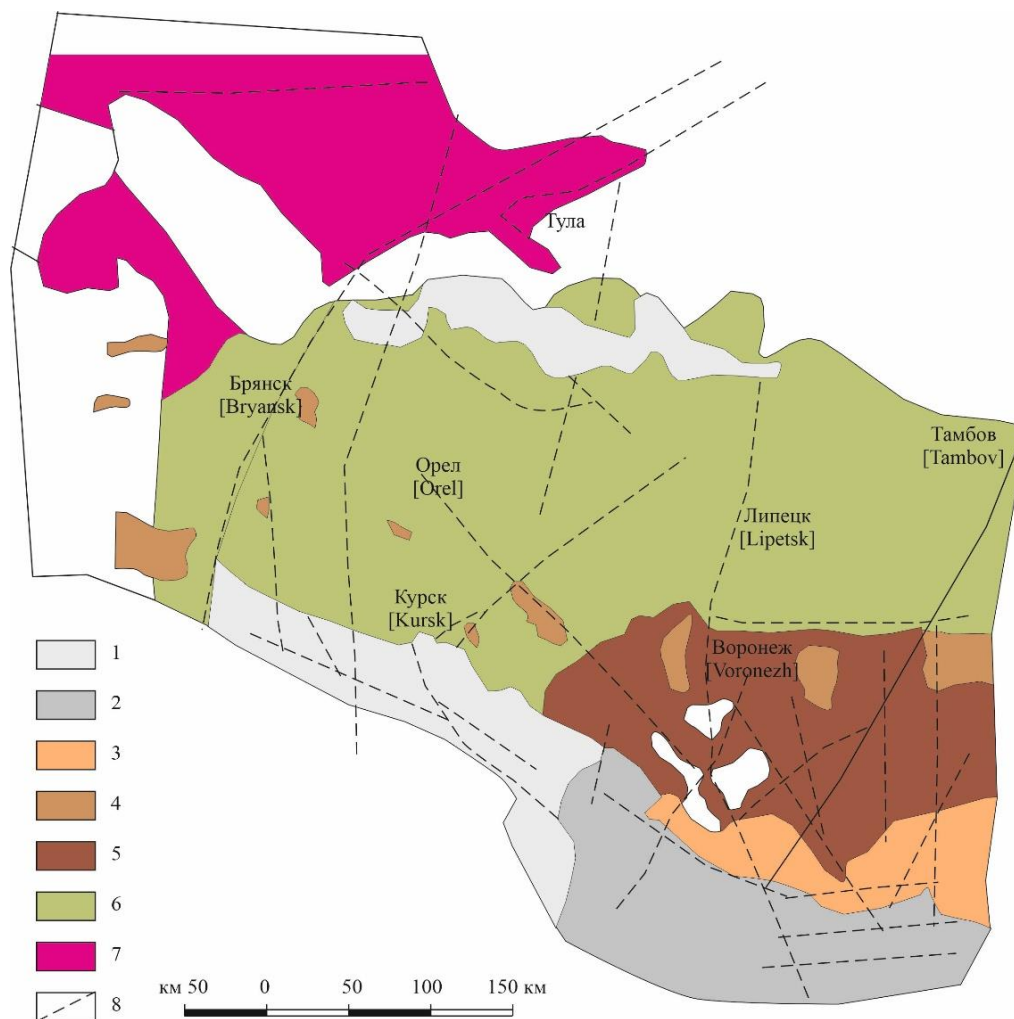 Тула
Брянск
[Bryansk]
Орел
[Orel]
Тамбов
[Tambov]
Липецк
[Lipetsk]
Курск
[Kursk]
Воронеж
[Voronezh]
1
2
3
4
5
6
7
8
км 50 0 50 100 150 км